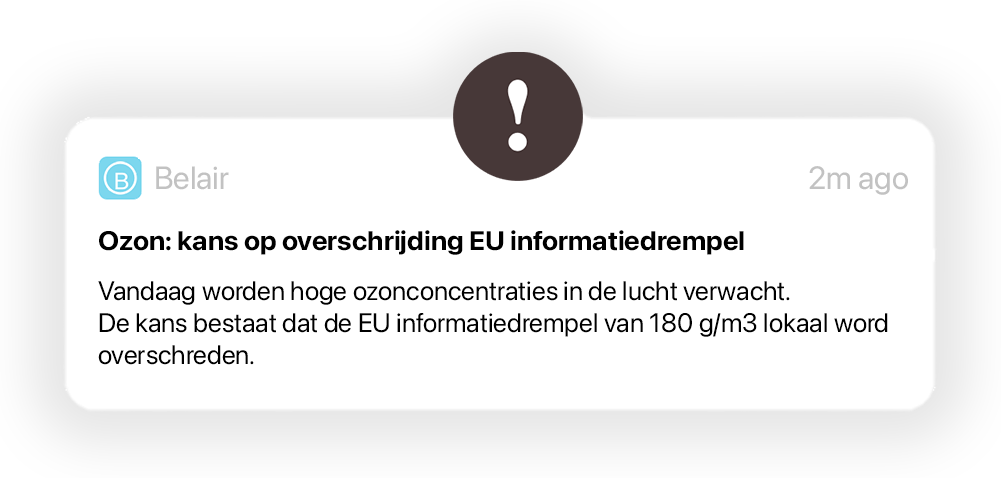 !
B Belair 2m ago
Ozon: kans op overschrijding EU informatiedrempel
Vandaag worden hoge ozonconcentraties in de lucht verwacht.
De kans bestaat dat de EU informatiedrempel van 180 g/m3 lokaal word
overschreden.